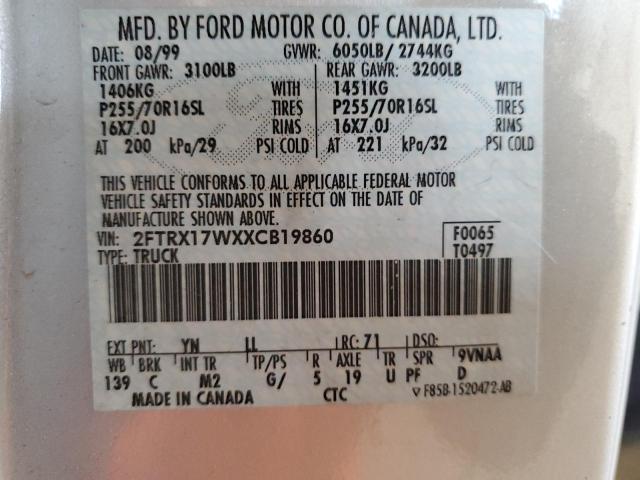 MFD. BY FORD MOTOR CO. OF CANADA, LTD.
DATE: 08/99 GVWR: 6050LB/ 2744KG
FRONT GAWR: 3100LB REAR GAWR: 3200LB
1406KG WITH 1451KG WITH
P255/70R16SL TIRES P255/70R16SL TIRES
16X7.0J RIMS 16X7.0J RIMS
AT 200 kPa/29 PSI COLD AT 221 kPa/32 PSI COLD
THIS VEHICLE CONFORMS TO ALL APPLICABLE FEDERAL MOTOR
VEHICLE SAFETY STANDARDS IN EFFECT ON THE DATE OF
MANUFACTURE SHOWN ABOVE.
VIN: 2FTRX17WXXCB19860 F0065
TYPE: TRUCK T0497
EXT PNT: YN LL RC: 71 DSO:
WB BRK INT TR TP/PS R AXLE TR SPR 9VNAA
139 C M2 G/ 5 19 U PF D
MADE IN CANADA CTC F85B-1520472-AB